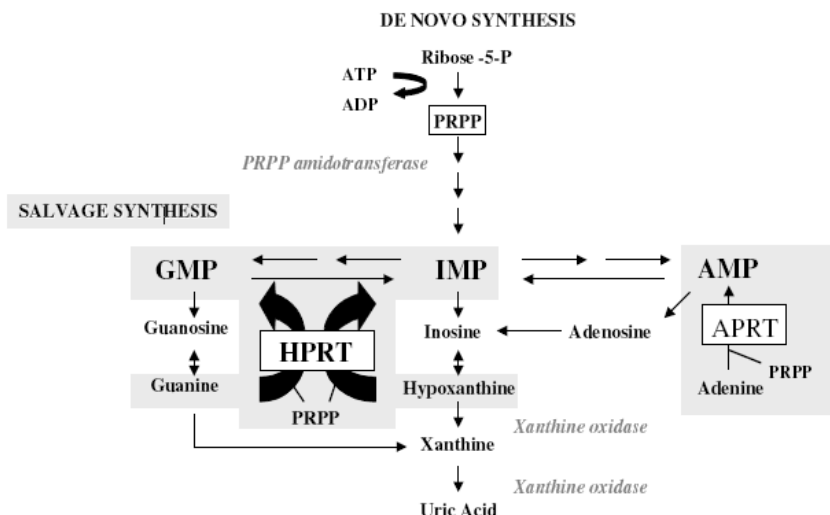 DE NOVO SYNTHESIS
Ribose -5-P
ATP
ADP
PRPP
PRPP amidotransferase
SALVAGE SYNTHESIS
GMP
IMP
AMP
Guanosine
HPRT
Inosine
Adenosine
APRT
PRPP
Guanine
Hypoxanthine
Adenine
PRPP
Xanthine oxidase
Xanthine
Xanthine oxidase
Uric Acid